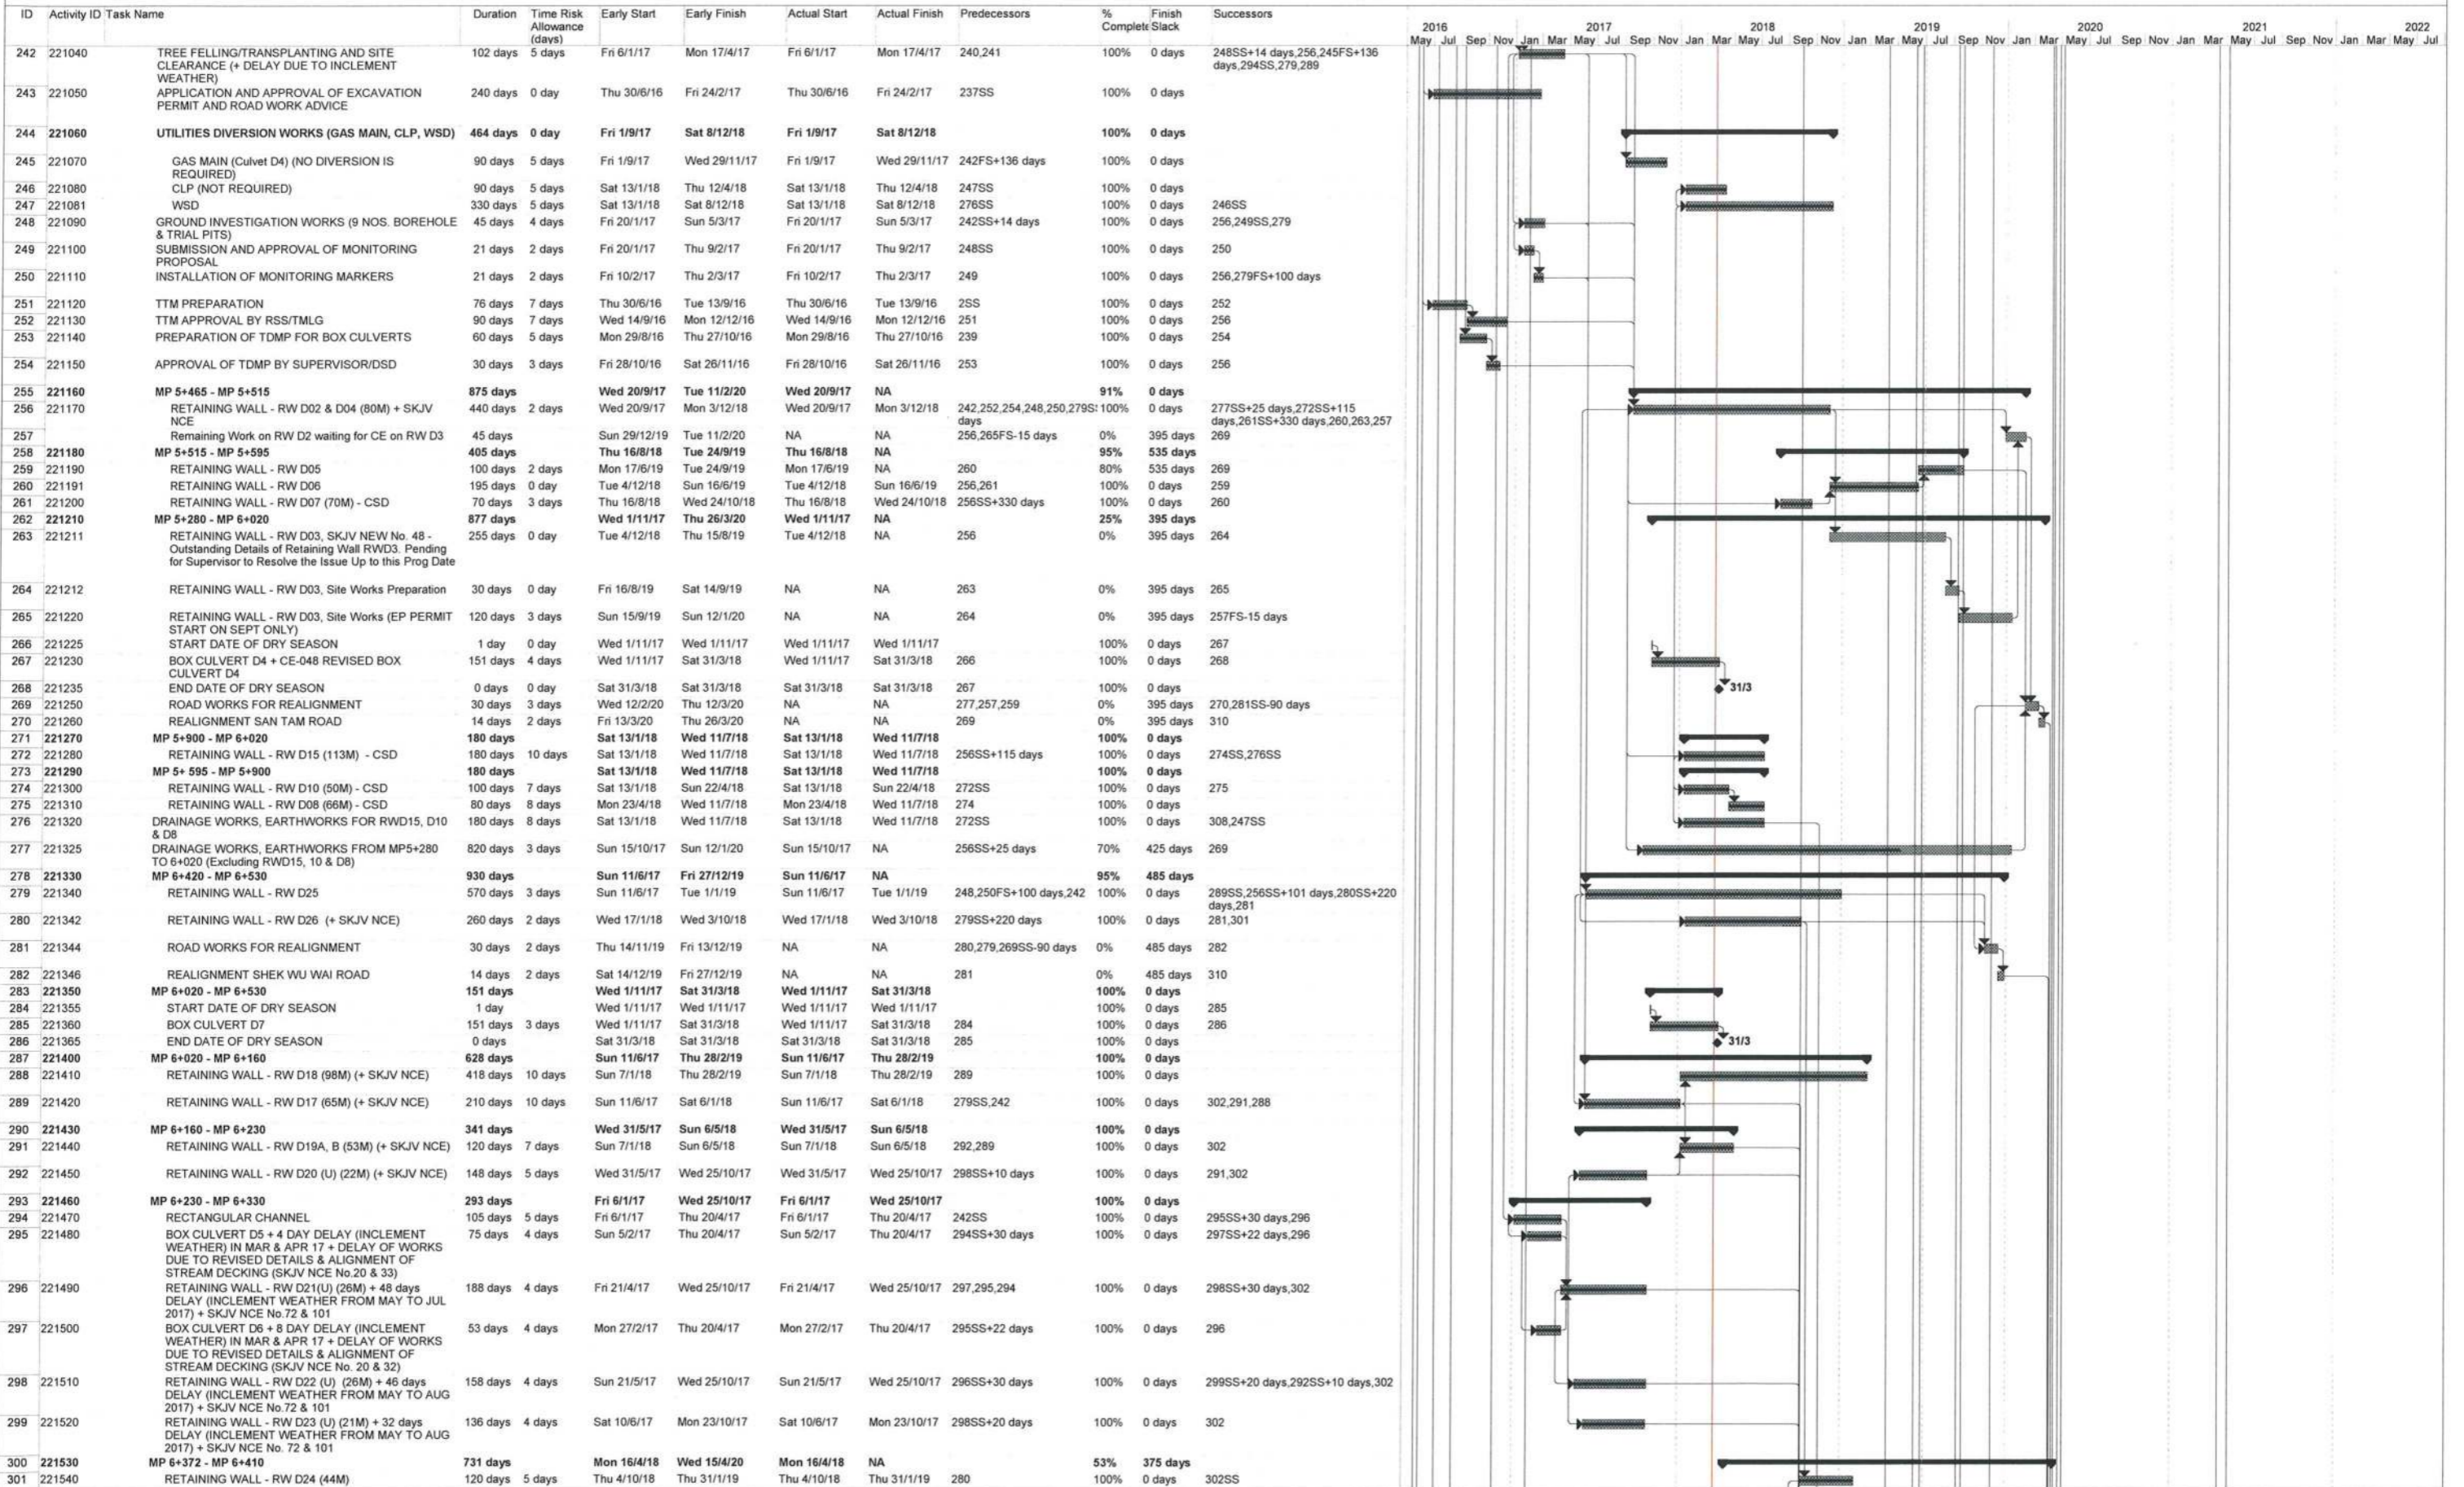 ID Activity ID Task Name Duration Time Risk Allowance (days) Early Start Early Finish Actual Start Actual Finish Predecessors % Complete Finish Slack Successors
2016 2017 2018 2019 2020 2021 2022
May Jul Sep Nov Jan Mar May Jul Sep Nov Jan Mar May Jul Sep Nov Jan Mar May Jul Sep Nov Jan Mar May Jul Sep Nov Jan Mar May Jul Sep Nov Jan Mar May Jul
242 221040 TREE FELLING/TRANSPLANTING AND SITE 102 days 5 days Fri 6/1/17 Mon 17/4/17 Fri 6/1/17 Mon 17/4/17 240,241 100% 0 days 248SS+14 days,256,245FS+136
CLEARANCE (+ DELAY DUE TO INCLEMENT days,294SS,279,289
WEATHER)
243 221050 APPLICATION AND APPROVAL OF EXCAVATION 240 days 0 day Thu 30/6/16 Fri 24/2/17 Thu 30/6/16 Fri 24/2/17 237SS 100% 0 days
PERMIT AND ROAD WORK ADVICE
244 221060 UTILITIES DIVERSION WORKS (GAS MAIN, CLP, WSD) 464 days 0 day Fri 1/9/17 Sat 8/12/18 Fri 1/9/17 Sat 8/12/18 100% 0 days
245 221070 GAS MAIN (Culvet D4) (NO DIVERSION IS 90 days 5 days Fri 1/9/17 Wed 29/11/17 Fri 1/9/17 Wed 29/11/17 242FS+136 days 100% 0 days
REQUIRED)
246 221080 CLP (NOT REQUIRED) 90 days 5 days Sat 13/1/18 Thu 12/4/18 Sat 13/1/18 Thu 12/4/18 247SS 100% 0 days
247 221081 WSD 330 days 5 days Sat 13/1/18 Sat 8/12/18 Sat 13/1/18 Sat 8/12/18 276SS 100% 0 days 246SS
248 221090 GROUND INVESTIGATION WORKS (9 NOS. BOREHOLE 45 days 4 days Fri 20/1/17 Sun 5/3/17 Fri 20/1/17 Sun 5/3/17 242SS+14 days 100% 0 days 256,249SS,279
& TRIAL PITS)
249 221100 SUBMISSION AND APPROVAL OF MONITORING 21 days 2 days Fri 20/1/17 Thu 9/2/17 Fri 20/1/17 Thu 9/2/17 248SS 100% 0 days 250
PROPOSAL
250 221110 INSTALLATION OF MONITORING MARKERS 21 days 2 days Fri 10/2/17 Thu 2/3/17 Fri 10/2/17 Thu 2/3/17 249 100% 0 days 256,279FS+100 days
251 221120 TTM PREPARATION 76 days 7 days Thu 30/6/16 Tue 13/9/16 Thu 30/6/16 Tue 13/9/16 2SS 100% 0 days 252
252 221130 TTM APPROVAL BY RSS/TMLG 90 days 7 days Wed 14/9/16 Mon 12/12/16 Wed 14/9/16 Mon 12/12/16 251 100% 0 days 256
253 221140 PREPARATION OF TDMP FOR BOX CULVERTS 60 days 5 days Mon 29/8/16 Thu 27/10/16 Mon 29/8/16 Thu 27/10/16 239 100% 0 days 254
254 221150 APPROVAL OF TDMP BY SUPERVISOR/DSD 30 days 3 days Fri 28/10/16 Sat 26/11/16 Fri 28/10/16 Sat 26/11/16 253 100% 0 days 256
255 221160 MP 5+465 - MP 5+515 875 days Wed 20/9/17 Tue 11/2/20 Wed 20/9/17 NA 91% 0 days
256 221170 RETAINING WALL - RW D02 & D04 (80M) + SKJV 440 days 2 days Wed 20/9/17 Mon 3/12/18 Wed 20/9/17 Mon 3/12/18 242,252,254,248,250,279S 100% 0 days 277SS+25 days,272SS+115
NCE days days,261SS+330 days,260,263,257
257 Remaining Work on RW D2 waiting for CE on RW D3 45 days Sun 29/12/19 Tue 11/2/20 NA NA 256,265FS-15 days 0% 395 days 269
258 221180 MP 5+515 - MP 5+595 405 days Thu 16/8/18 Tue 24/9/19 Thu 16/8/18 NA 95% 535 days
259 221190 RETAINING WALL - RW D05 100 days 2 days Mon 17/6/19 Tue 24/9/19 Mon 17/6/19 NA 260 80% 535 days 269
260 221191 RETAINING WALL - RW D06 195 days 0 day Tue 4/12/18 Sun 16/6/19 Tue 4/12/18 Sun 16/6/19 256,261 100% 0 days 259
261 221200 RETAINING WALL - RW D07 (70M) - CSD 70 days 3 days Thu 16/8/18 Wed 24/10/18 Thu 16/8/18 Wed 24/10/18 256SS+330 days 100% 0 days 260
262 221210 MP 5+280 - MP 6+020 877 days Wed 1/11/17 Thu 26/3/20 Wed 1/11/17 NA 25% 395 days
263 221211 RETAINING WALL - RW D03, SKJV NEW No. 48 - 255 days 0 day Tue 4/12/18 Thu 15/8/19 Tue 4/12/18 NA 256 0% 395 days 264
Outstanding Details of Retaining Wall RWD3. Pending
for Supervisor to Resolve the Issue Up to this Prog Date
264 221212 RETAINING WALL - RW D03, Site Works Preparation 30 days 0 day Fri 16/8/19 Sat 14/9/19 NA NA 263 0% 395 days 265
265 221220 RETAINING WALL - RW D03, Site Works (EP PERMIT 120 days 3 days Sun 15/9/19 Sun 12/1/20 NA NA 264 0% 395 days 257FS-15 days
START ON SEPT ONLY)
266 221225 START DATE OF DRY SEASON 1 day 0 day Wed 1/11/17 Wed 1/11/17 Wed 1/11/17 Wed 1/11/17 100% 0 days 267
267 221230 BOX CULVERT D4 + CE-048 REVISED BOX 151 days 4 days Wed 1/11/17 Sat 31/3/18 Wed 1/11/17 Sat 31/3/18 266 100% 0 days 268
CULVERT D4
268 221235 END DATE OF DRY SEASON 0 days 0 day Sat 31/3/18 Sat 31/3/18 Sat 31/3/18 Sat 31/3/18 267 100% 0 days 31/3
269 221250 ROAD WORKS FOR REALIGNMENT 30 days 3 days Wed 12/2/20 Thu 12/3/20 NA NA 277,257,259 0% 395 days 270,281SS-90 days
270 221260 REALIGNMENT SAN TAM ROAD 14 days 2 days Fri 13/3/20 Thu 26/3/20 NA NA 269 0% 395 days 310
271 221270 MP 5+900 - MP 6+020 180 days Sat 13/1/18 Wed 11/7/18 Sat 13/1/18 Wed 11/7/18 100% 0 days
272 221280 RETAINING WALL - RW D15 (113M) - CSD 180 days 10 days Sat 13/1/18 Wed 11/7/18 Sat 13/1/18 Wed 11/7/18 256SS+115 days 100% 0 days 274SS,276SS
273 221290 MP 5+ 595 - MP 5+900 180 days Sat 13/1/18 Wed 11/7/18 Sat 13/1/18 Wed 11/7/18 100% 0 days
274 221300 RETAINING WALL - RW D10 (50M) - CSD 100 days 7 days Sat 13/1/18 Sun 22/4/18 Sat 13/1/18 Sun 22/4/18 272SS 100% 0 days 275
275 221310 RETAINING WALL - RW D08 (66M) - CSD 80 days 8 days Mon 23/4/18 Wed 11/7/18 Mon 23/4/18 Wed 11/7/18 274 100% 0 days
276 221320 DRAINAGE WORKS, EARTHWORKS FOR RWD15, D10 180 days 8 days Sat 13/1/18 Wed 11/7/18 Sat 13/1/18 Wed 11/7/18 272SS 100% 0 days 308,247SS
& D8
277 221325 DRAINAGE WORKS, EARTHWORKS FROM MP5+280 820 days 3 days Sun 15/10/17 Sun 12/1/20 Sun 15/10/17 NA 256SS+25 days 70% 425 days 269
TO 6+020 (Excluding RWD15, 10 & D8)
278 221330 MP 6+420 - MP 6+530 930 days Sun 11/6/17 Fri 27/12/19 Sun 11/6/17 NA 95% 485 days
279 221340 RETAINING WALL - RW D25 570 days 3 days Sun 11/6/17 Tue 1/1/19 Sun 11/6/17 Tue 1/1/19 248,250FS+100 days,242 100% 0 days 289SS,256SS+101 days,280SS+220
days,281
280 221342 RETAINING WALL - RW D26 (+ SKJV NCE) 260 days 2 days Wed 17/1/18 Wed 3/10/18 Wed 17/1/18 Wed 3/10/18 279SS+220 days 100% 0 days 281,301
281 221344 ROAD WORKS FOR REALIGNMENT 30 days 2 days Thu 14/11/19 Fri 13/12/19 NA NA 280,279,269SS-90 days 0% 485 days 282
282 221346 REALIGNMENT SHEK WU WAI ROAD 14 days 2 days Sat 14/12/19 Fri 27/12/19 NA NA 281 0% 485 days 310
283 221350 MP 6+020 - MP 6+530 151 days Wed 1/11/17 Sat 31/3/18 Wed 1/11/17 Sat 31/3/18 100% 0 days
284 221355 START DATE OF DRY SEASON 1 day Wed 1/11/17 Wed 1/11/17 Wed 1/11/17 Wed 1/11/17 100% 0 days 285
285 221360 BOX CULVERT D7 151 days 3 days Wed 1/11/17 Sat 31/3/18 Wed 1/11/17 Sat 31/3/18 284 100% 0 days 286
286 221365 END DATE OF DRY SEASON 0 days Sat 31/3/18 Sat 31/3/18 Sat 31/3/18 Sat 31/3/18 285 100% 0 days 31/3
287 221400 MP 6+020 - MP 6+160 628 days Sun 11/6/17 Thu 28/2/19 Sun 11/6/17 Thu 28/2/19 100% 0 days
288 221410 RETAINING WALL - RW D18 (98M) (+ SKJV NCE) 418 days 10 days Sun 7/1/18 Thu 28/2/19 Sun 7/1/18 Thu 28/2/19 289 100% 0 days
289 221420 RETAINING WALL - RW D17 (65M) (+ SKJV NCE) 210 days 10 days Sun 11/6/17 Sat 6/1/18 Sun 11/6/17 Sat 6/1/18 279SS,242 100% 0 days 302,291,288
290 221430 MP 6+160 - MP 6+230 341 days Wed 31/5/17 Sun 6/5/18 Wed 31/5/17 Sun 6/5/18 100% 0 days
291 221440 RETAINING WALL - RW D19A, B (53M) (+ SKJV NCE) 120 days 7 days Sun 7/1/18 Sun 6/5/18 Sun 7/1/18 Sun 6/5/18 292,289 100% 0 days 302
292 221450 RETAINING WALL - RW D20 (U) (22M) (+ SKJV NCE) 148 days 5 days Wed 31/5/17 Wed 25/10/17 Wed 31/5/17 Wed 25/10/17 298SS+10 days 100% 0 days 291,302
293 221460 MP 6+230 - MP 6+330 293 days Fri 6/1/17 Wed 25/10/17 Fri 6/1/17 Wed 25/10/17 100% 0 days
294 221470 RECTANGULAR CHANNEL 105 days 5 days Fri 6/1/17 Thu 20/4/17 Fri 6/1/17 Thu 20/4/17 242SS 100% 0 days 295SS+30 days,296
295 221480 BOX CULVERT D5 + 4 DAY DELAY (INCLEMENT 75 days 4 days Sun 5/2/17 Thu 20/4/17 Sun 5/2/17 Thu 20/4/17 294SS+30 days 100% 0 days 297SS+22 days,296
WEATHER) IN MAR & APR 17 + DELAY OF WORKS
DUE TO REVISED DETAILS & ALIGNMENT OF
STREAM DECKING (SKJV NCE No.20 & 33)
296 221490 RETAINING WALL - RW D21(U) (26M) + 48 days 188 days 4 days Fri 21/4/17 Wed 25/10/17 Fri 21/4/17 Wed 25/10/17 297,295,294 100% 0 days 298SS+30 days,302
DELAY (INCLEMENT WEATHER FROM MAY TO JUL
2017) + SKJV NCE No.72 & 101
297 221500 BOX CULVERT D6 + 8 DAY DELAY (INCLEMENT 53 days 4 days Mon 27/2/17 Thu 20/4/17 Mon 27/2/17 Thu 20/4/17 295SS+22 days 100% 0 days 296
WEATHER) IN MAR & APR 17 + DELAY OF WORKS
DUE TO REVISED DETAILS & ALIGNMENT OF
STREAM DECKING (SKJV NCE No. 20 & 32)
298 221510 RETAINING WALL - RW D22 (U) (26M) + 46 days 158 days 4 days Sun 21/5/17 Wed 25/10/17 Sun 21/5/17 Wed 25/10/17 296SS+30 days 100% 0 days 299SS+20 days,292SS+10 days,302
DELAY (INCLEMENT WEATHER FROM MAY TO AUG
2017) + SKJV NCE No.72 & 101
299 221520 RETAINING WALL - RW D23 (U) (21M) + 32 days 136 days 4 days Sat 10/6/17 Mon 23/10/17 Sat 10/6/17 Mon 23/10/17 298SS+20 days 100% 0 days 302
DELAY (INCLEMENT WEATHER FROM MAY TO AUG
2017) + SKJV NCE No. 72 & 101
300 221530 MP 6+372 - MP 6+410 731 days Mon 16/4/18 Wed 15/4/20 Mon 16/4/18 NA 53% 375 days
301 221540 RETAINING WALL - RW D24 (44M) 120 days 5 days Thu 4/10/18 Thu 31/1/19 Thu 4/10/18 Thu 31/1/19 280 100% 0 days 302SS